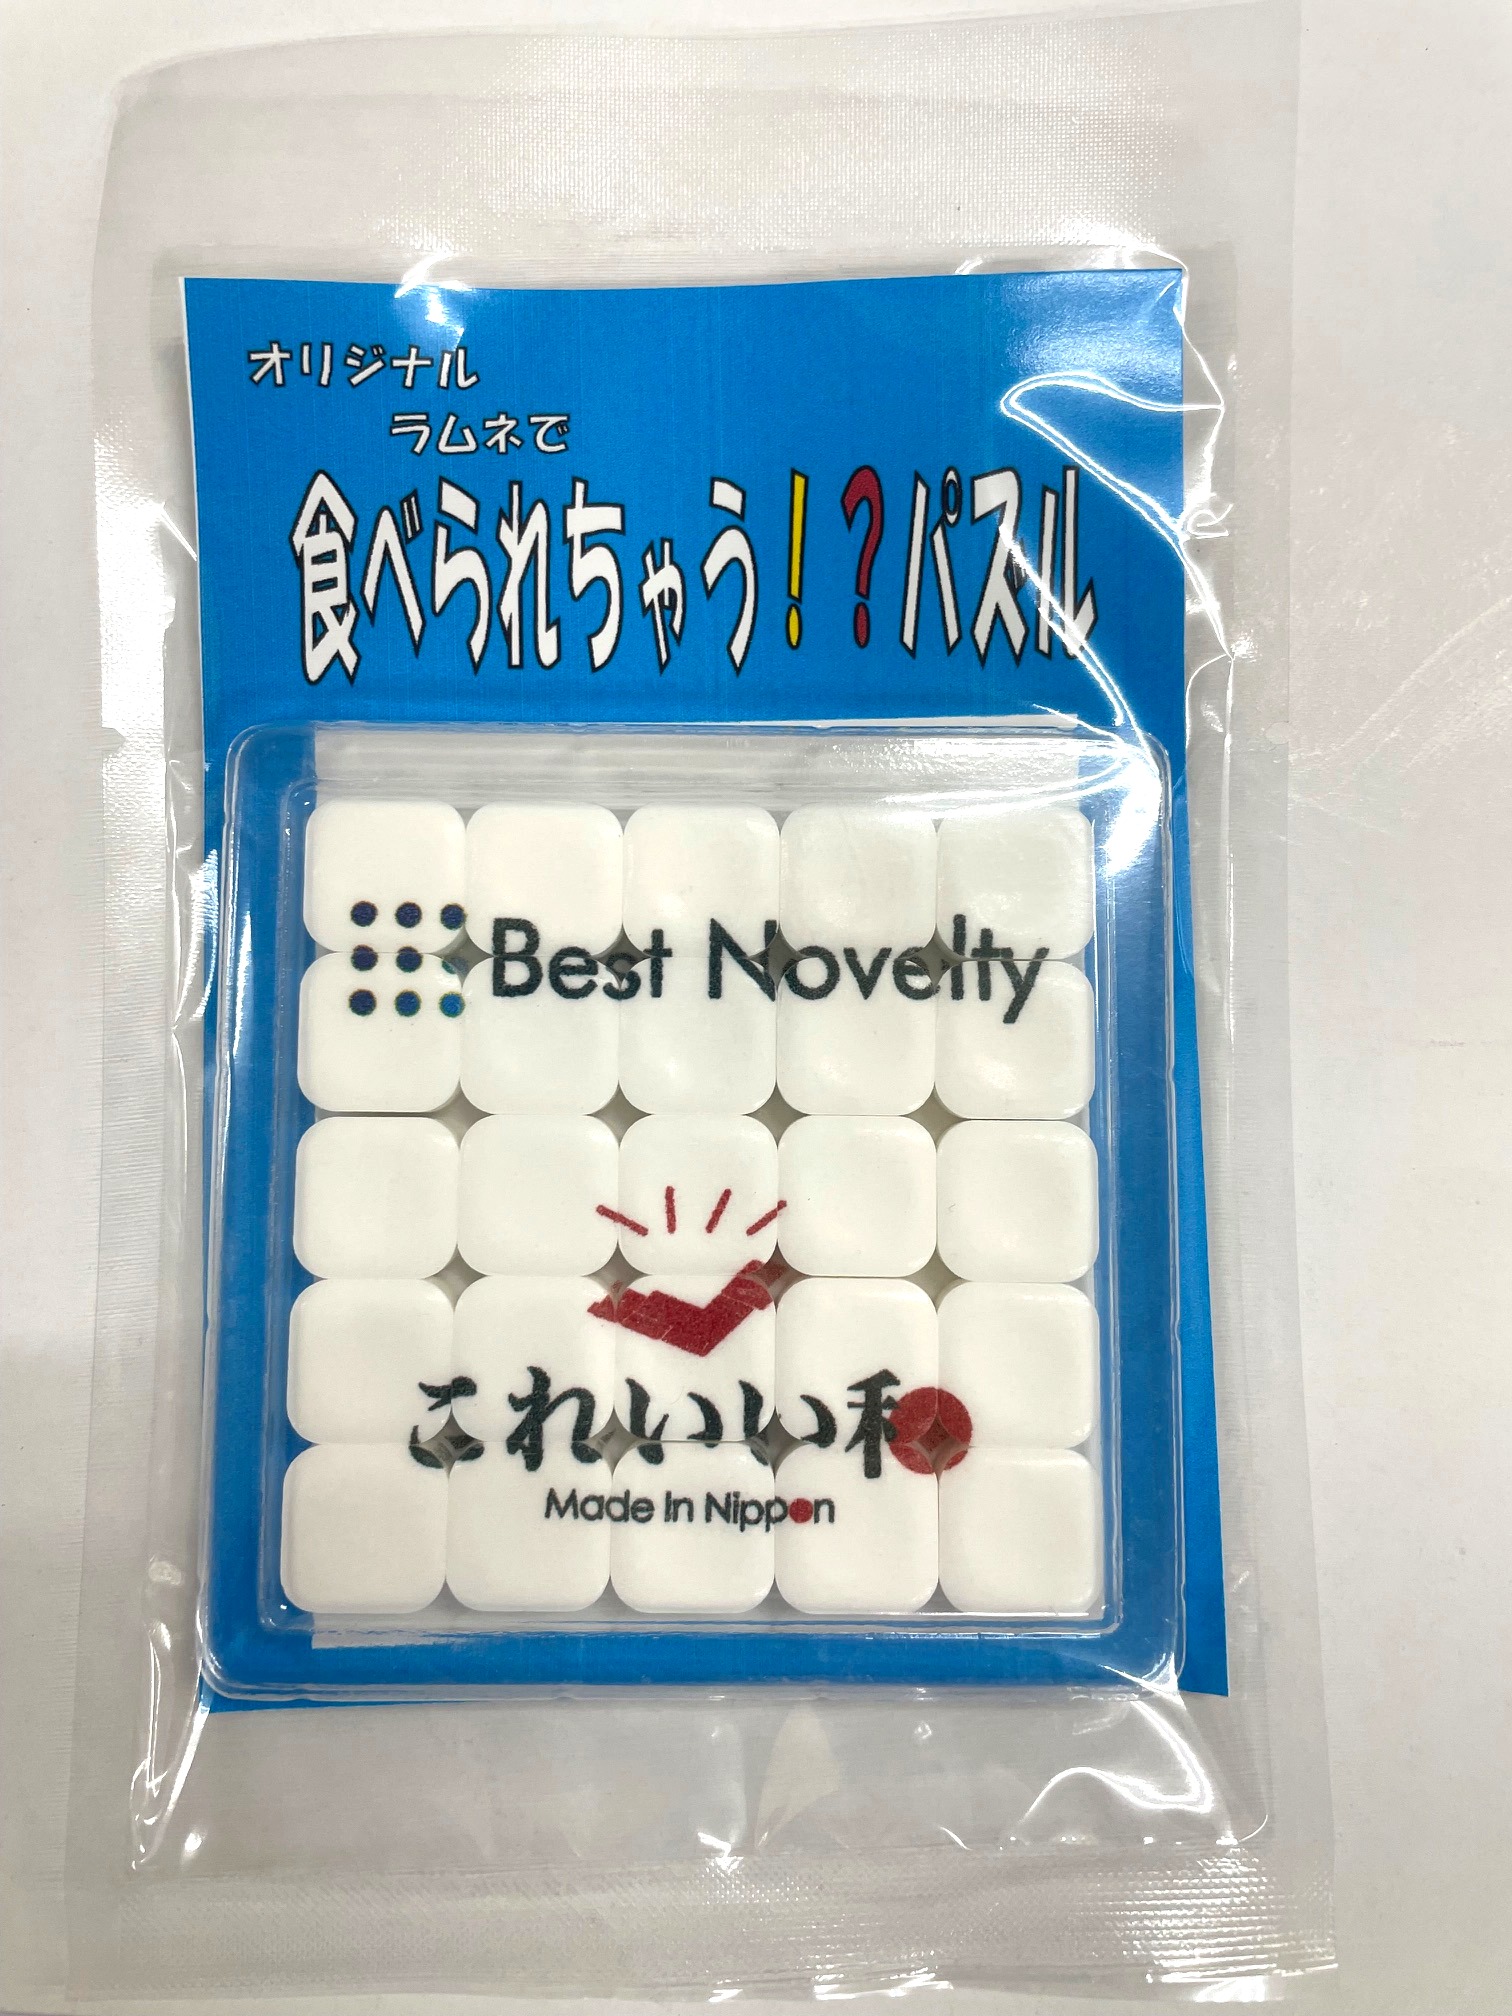 オリジナル
ラムネで
食べられちゃう!?パズル
Best Novelty
これいい和
Made In Nippon